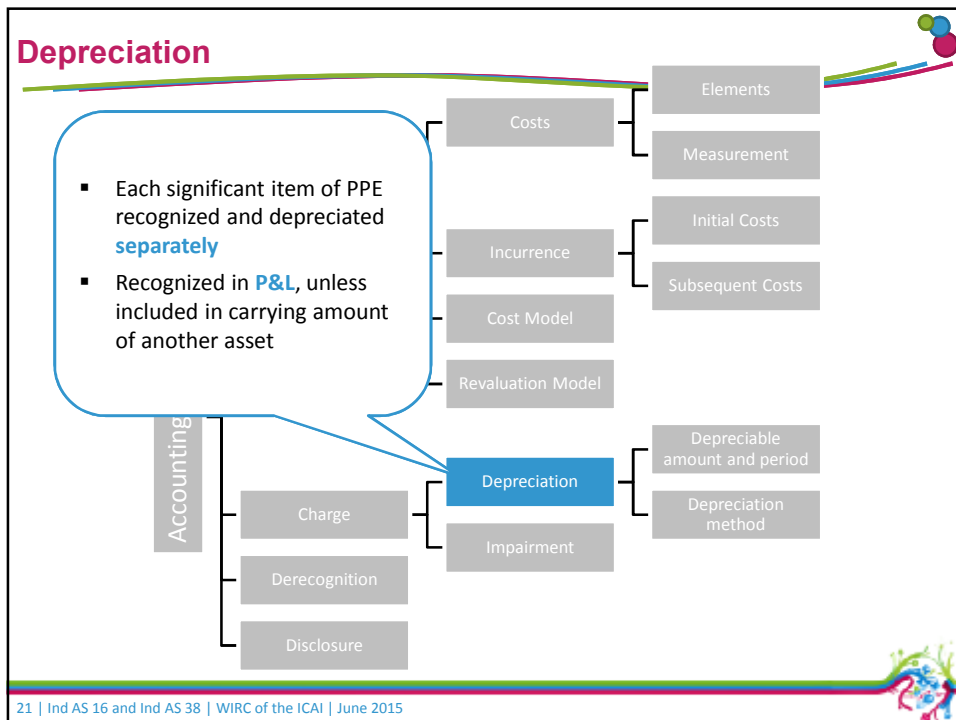 Depreciation
▪ Each significant item of PPE
recognized and depreciated
separately
▪ Recognized in P&L, unless
included in carrying amount
of another asset
Costs
Elements
Measurement
Incurrence
Initial Costs
Subsequent Costs
Cost Model
Revaluation Model
Accounting
Charge
Depreciation
Depreciable
amount and period
Depreciation
method
Impairment
Derecognition
Disclosure
21 | Ind AS 16 and Ind AS 38 | WIRC of the ICAI | June 2015